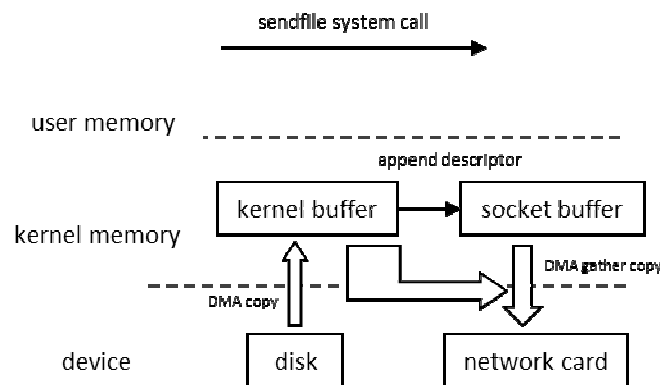 sendfile system call
user memory
append descriptor
kernel buffer
socket buffer
kernel memory
DMA gather copy
DMA copy
device
disk
network card